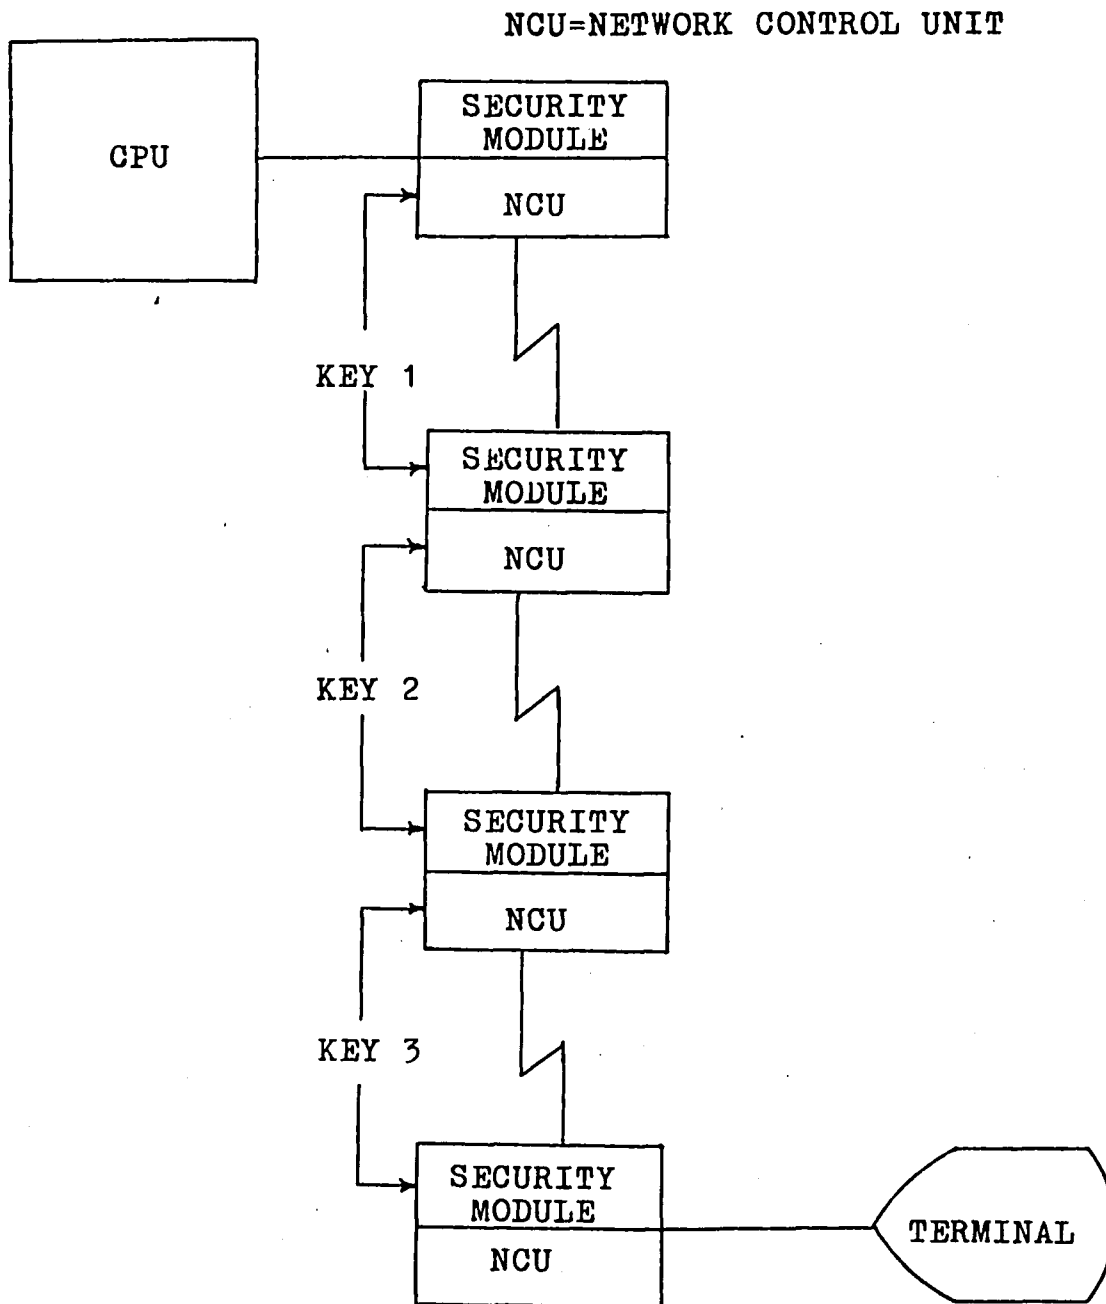 NCU=NETWORK CONTROL UNIT
CPU
SECURITY
MODULE
NCU
KEY 1
SECURITY
MODULE
NCU
KEY 2
SECURITY
MODULE
NCU
KEY 3
SECURITY
MODULE
NCU
TERMINAL